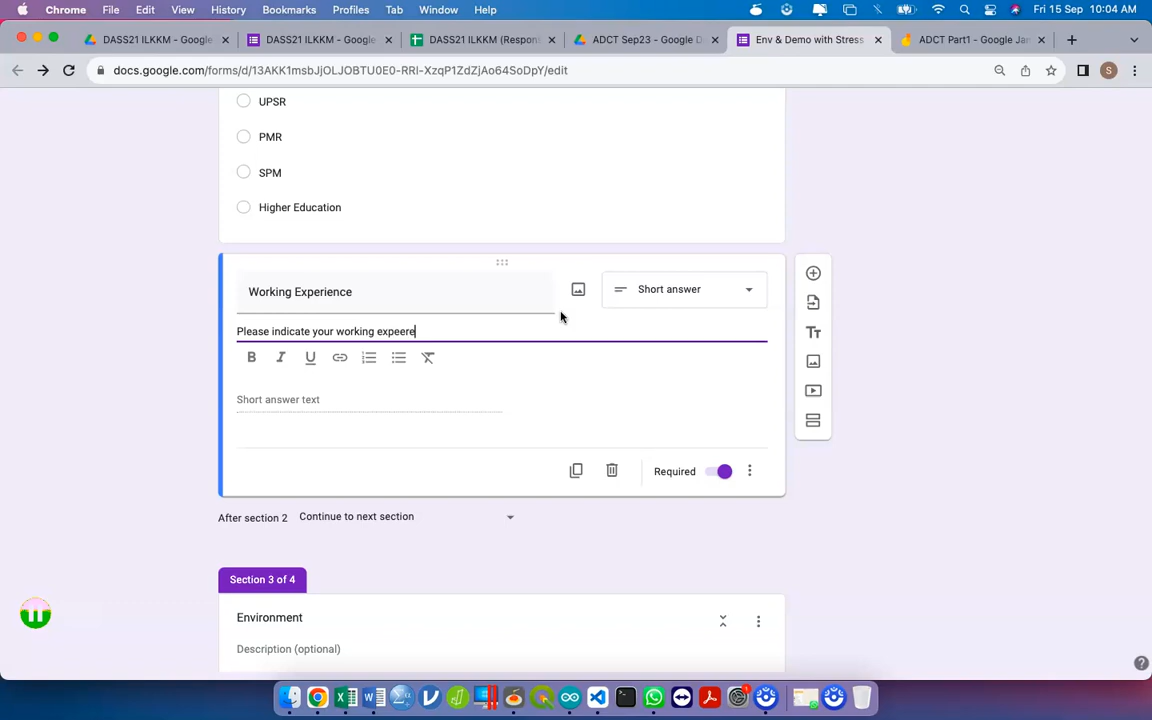 Chrome File Edit View History Bookmarks Profiles Tab Window Help Fri 15 Sep 10:04 AM
DASS21 ILKKM - Google DASS21 ILKKM - Google DASS21 ILKKM (Respon ADCT Sep23 - Google D Env & Demo with Stress ADCT Part1 - Google Ja
docs.google.com/forms/d/13AKK1msbJjOLJOBTU0E0-RRI-XzqP1ZdZjAo64SoDpY/edit S
UPSR
PMR
SPM
Higher Education
Working Experience Short answer
Please indicate your working expeere
B I U
Tт
Short answer text
Required
After section 2 Continue to next section
Section 3 of 4
Environment
Description (optional)